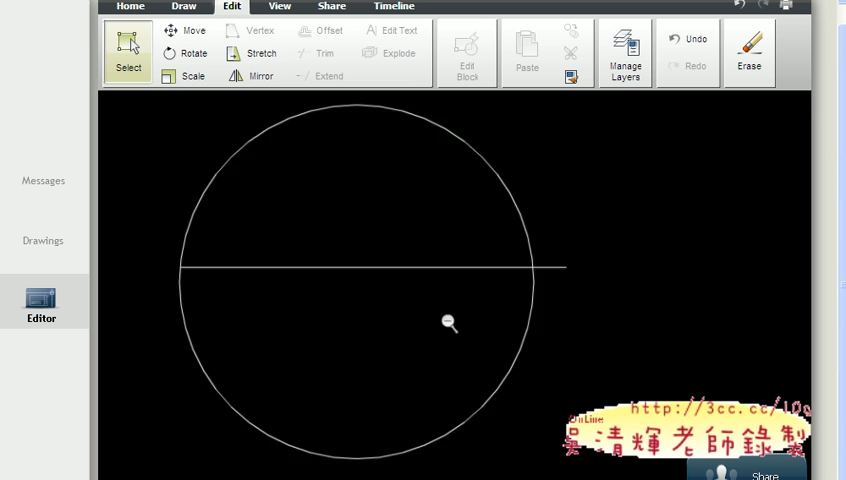 Home Draw Edit View Share Timeline
Move Vertex Offset Edit Text
Select Rotate Stretch Trim Explode
Scale Mirror Extend
Edit Block
Paste
Manage Layers
Undo
Redo
Erase
Messages
Drawings
Editor
http://3cc.cc/10
OnLine
吳清輝老師錄製
Share